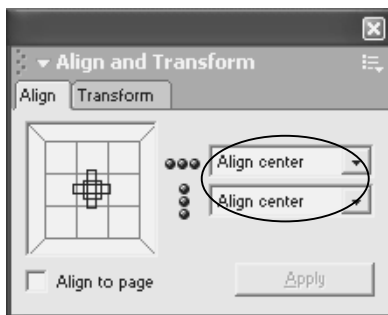 Align and Transform
Align Transform
Align center
Align center
Align to page Apply